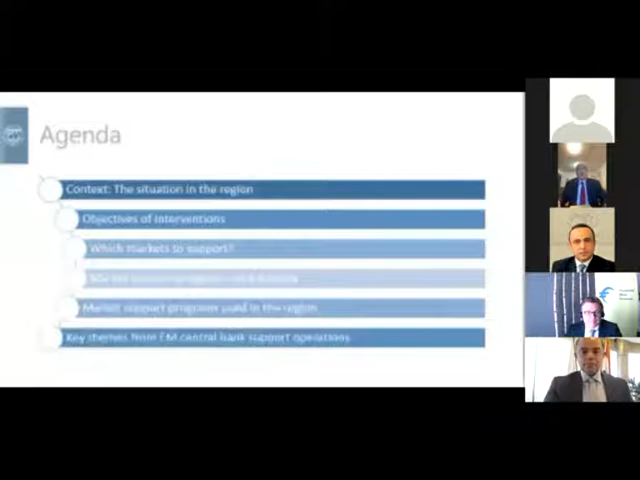 Agenda
Context: The situation in the region
Objectives of interventions
Which markets to support?
Market support programs used in the region
Key themes from EM central bank support operations